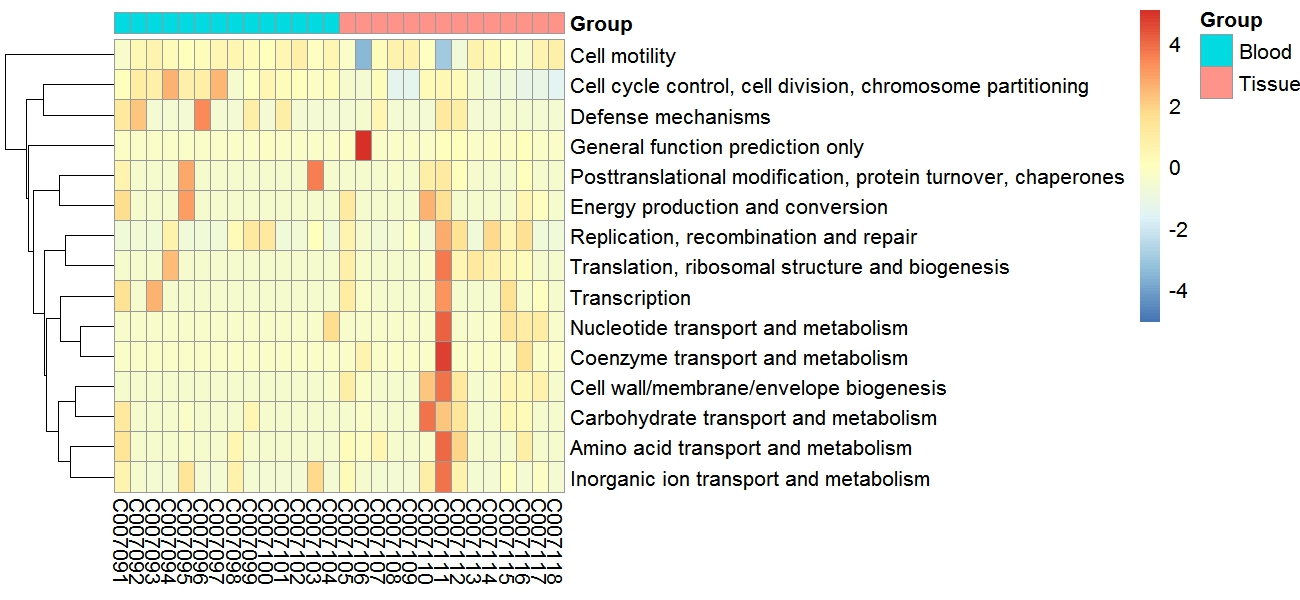 Group
Cell motility
Cell cycle control, cell division, chromosome partitioning
Defense mechanisms
General function prediction only
Posttranslational modification, protein turnover, chaperones
Energy production and conversion
Replication, recombination and repair
Translation, ribosomal structure and biogenesis
Transcription
Nucleotide transport and metabolism
Coenzyme transport and metabolism
Cell wall/membrane/envelope biogenesis
Carbohydrate transport and metabolism
Amino acid transport and metabolism
Inorganic ion transport and metabolism
C007091
C007092
C007093
C007094
C007095
C007096
C007097
C007098
C007099
C007100
C007101
C007102
C007103
C007104
C007105
C007106
C007107
C007108
C007109
C007110
C007111
C007112
C007113
C007114
C007115
C007116
C007117
C007118
4
2
0
-2
-4
Group
Blood
Tissue